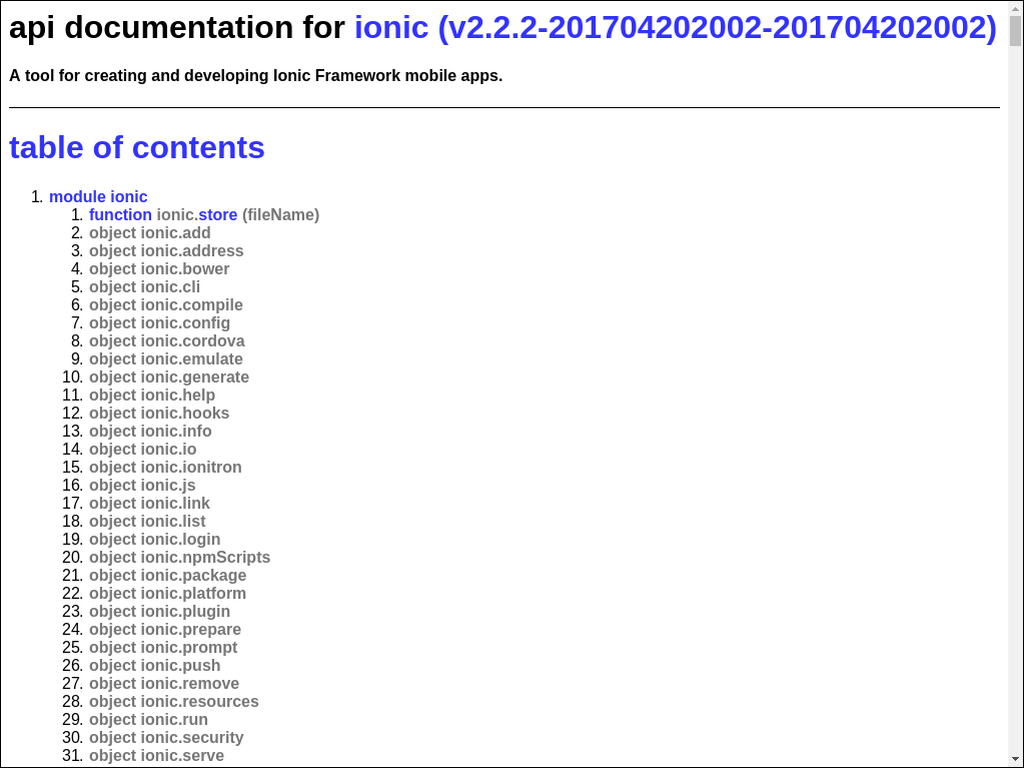 api documentation for ionic (v2.2.2-201704202002-201704202002)
A tool for creating and developing Ionic Framework mobile apps.
table of contents
1. module ionic
1. function ionic.store (fileName)
2. object ionic.add
3. object ionic.address
4. object ionic.bower
5. object ionic.cli
6. object ionic.compile
7. object ionic.config
8. object ionic.cordova
9. object ionic.emulate
10. object ionic.generate
11. object ionic.help
12. object ionic.hooks
13. object ionic.info
14. object ionic.io
15. object ionic.ionitron
16. object ionic.js
17. object ionic.link
18. object ionic.list
19. object ionic.login
20. object ionic.npmScripts
21. object ionic.package
22. object ionic.platform
23. object ionic.plugin
24. object ionic.prepare
25. object ionic.prompt
26. object ionic.push
27. object ionic.remove
28. object ionic.resources
29. object ionic.run
30. object ionic.security
31. object ionic.serve